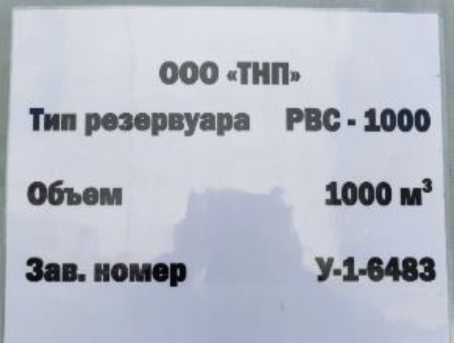 ООО «ТНП»
Тип резервуара РВС - 1000
Объем 1000 м³
Зав. номер У-1-6483